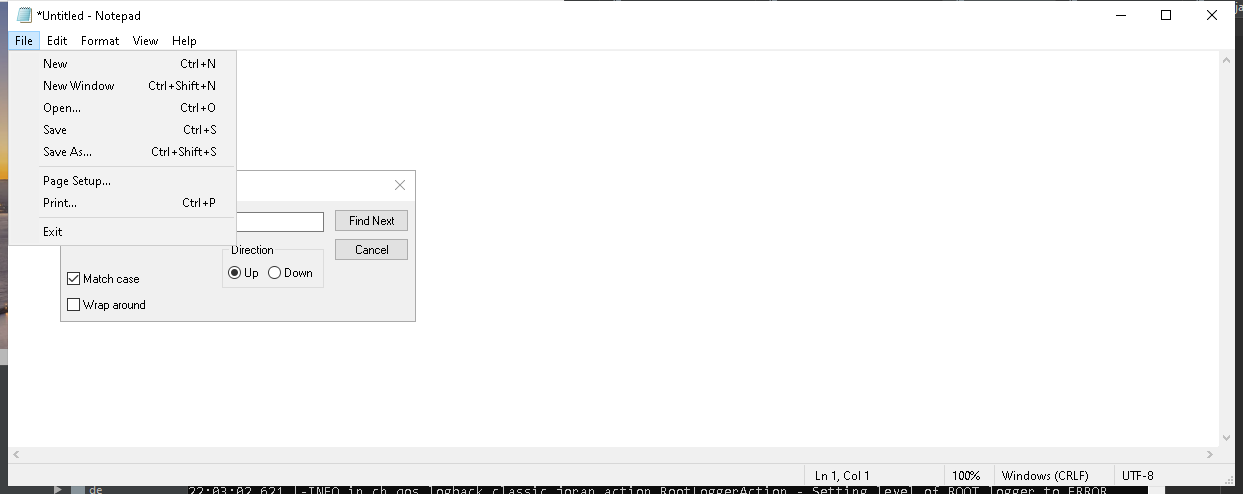 *Untitled - Notepad
File Edit Format View Help
New Ctrl+N
New Window Ctrl+Shift+N
Open... Ctrl+O
Save Ctrl+S
Save As... Ctrl+Shift+S
Page Setup...
Print... Ctrl+P
Exit
Find Next
Cancel
Direction
Up Down
Match case
Wrap around
Ln 1, Col 1 100% Windows (CRLF) UTF-8
de 22:03:02,621 |-INFO in ch.qos.logback.classic.joran.action.RootLoggerAction - Setting level of ROOT logger to ERROR
ja